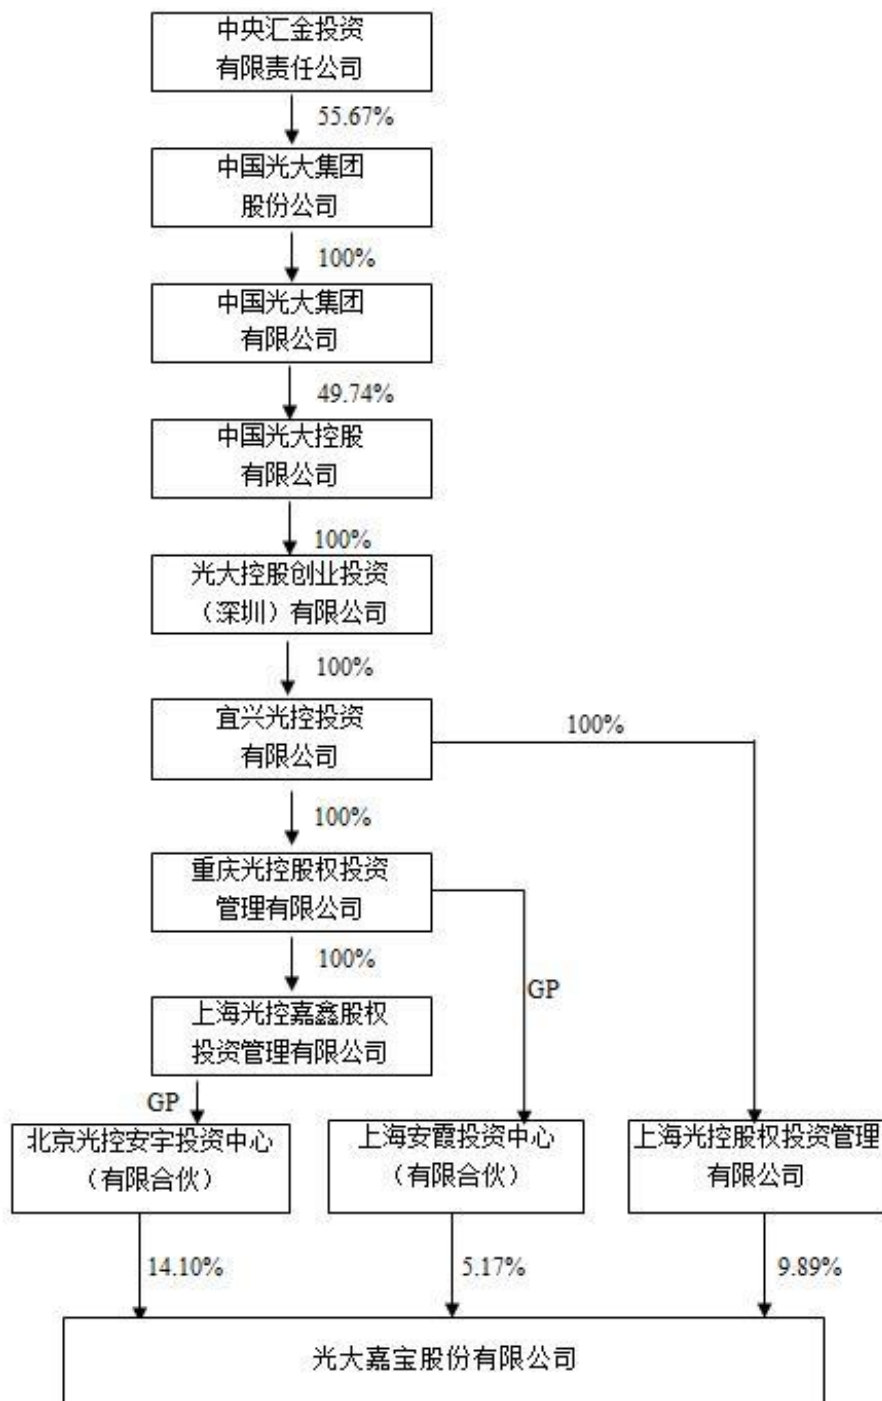 中央汇金投资
有限责任公司
55.67%
中国光大集团
股份公司
100%
中国光大集团
有限公司
49.74%
中国光大控股
有限公司
100%
光大控股创业投资
（深圳）有限公司
100%
宜兴光控投资
有限公司
100%
100%
重庆光控股权投资
管理有限公司
100%
GP
上海光控嘉鑫股权
投资管理有限公司
GP
北京光控安宇投资中心
（有限合伙）
上海安霞投资中心
（有限合伙）
上海光控股权投资管理
有限公司
14.10%
5.17%
9.89%
光大嘉宝股份有限公司